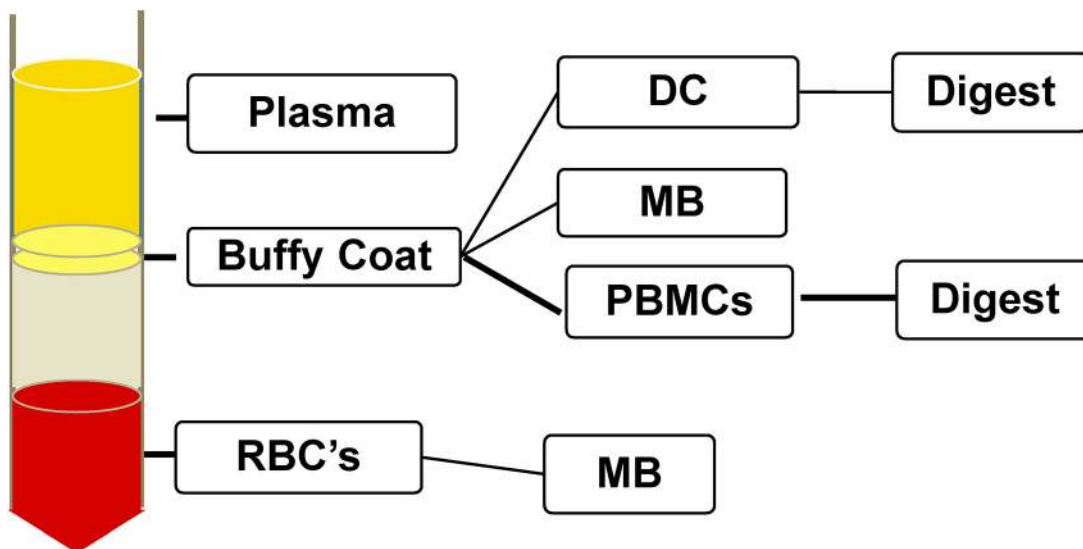 Plasma
DC
Digest
MB
Buffy Coat
PBMCs
Digest
RBC's
MB